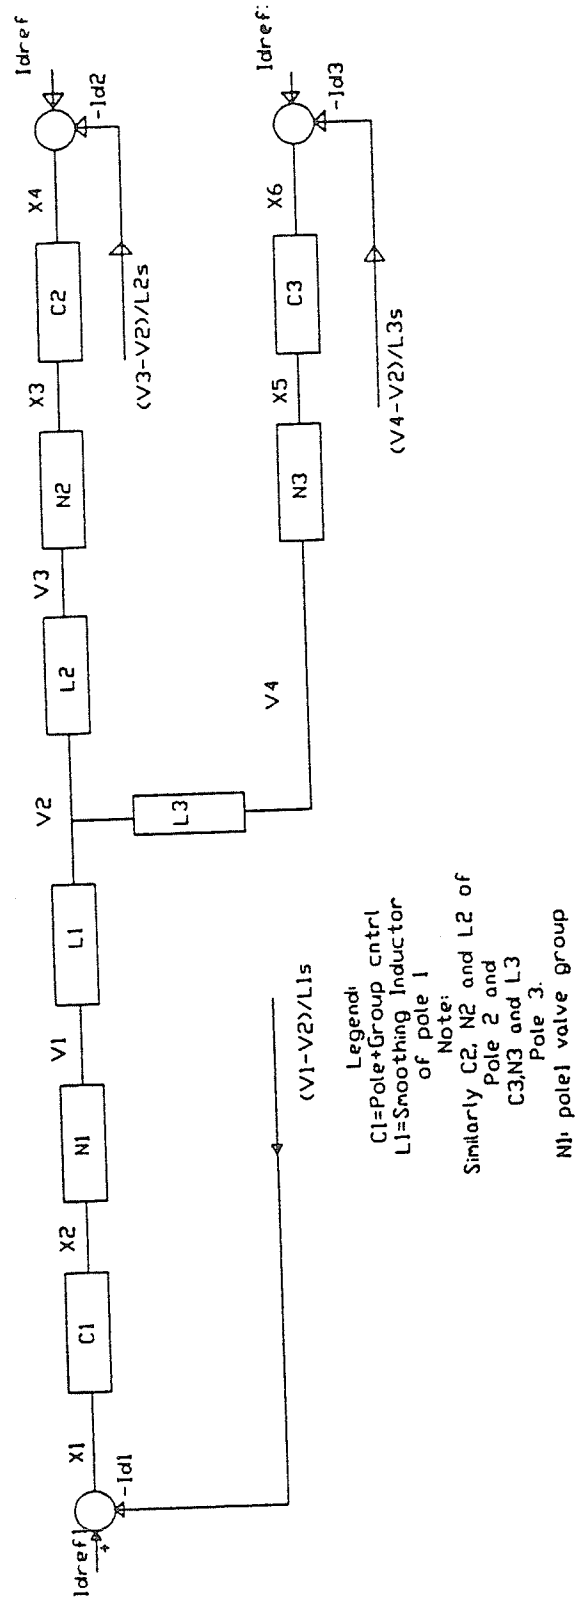 Idref1
+
-Id1
X1
C1
X2
N1
V1
L1
V2
L2
V3
N2
X3
C2
X4
Idref
-Id2
(V3-V2)/L2s
L3
V4
N3
X5
C3
X6
Idref:
-Id3
(V4-V2)/L3s
(V1-V2)/L1s
Legend:
C1=Pole+Group cntrl
L1=Smoothing Inductor
of pole 1
Note:
Similarly C2, N2 and L2 of
Pole 2 and
C3,N3 and L3
Pole 3.
N1: pole1 valve group